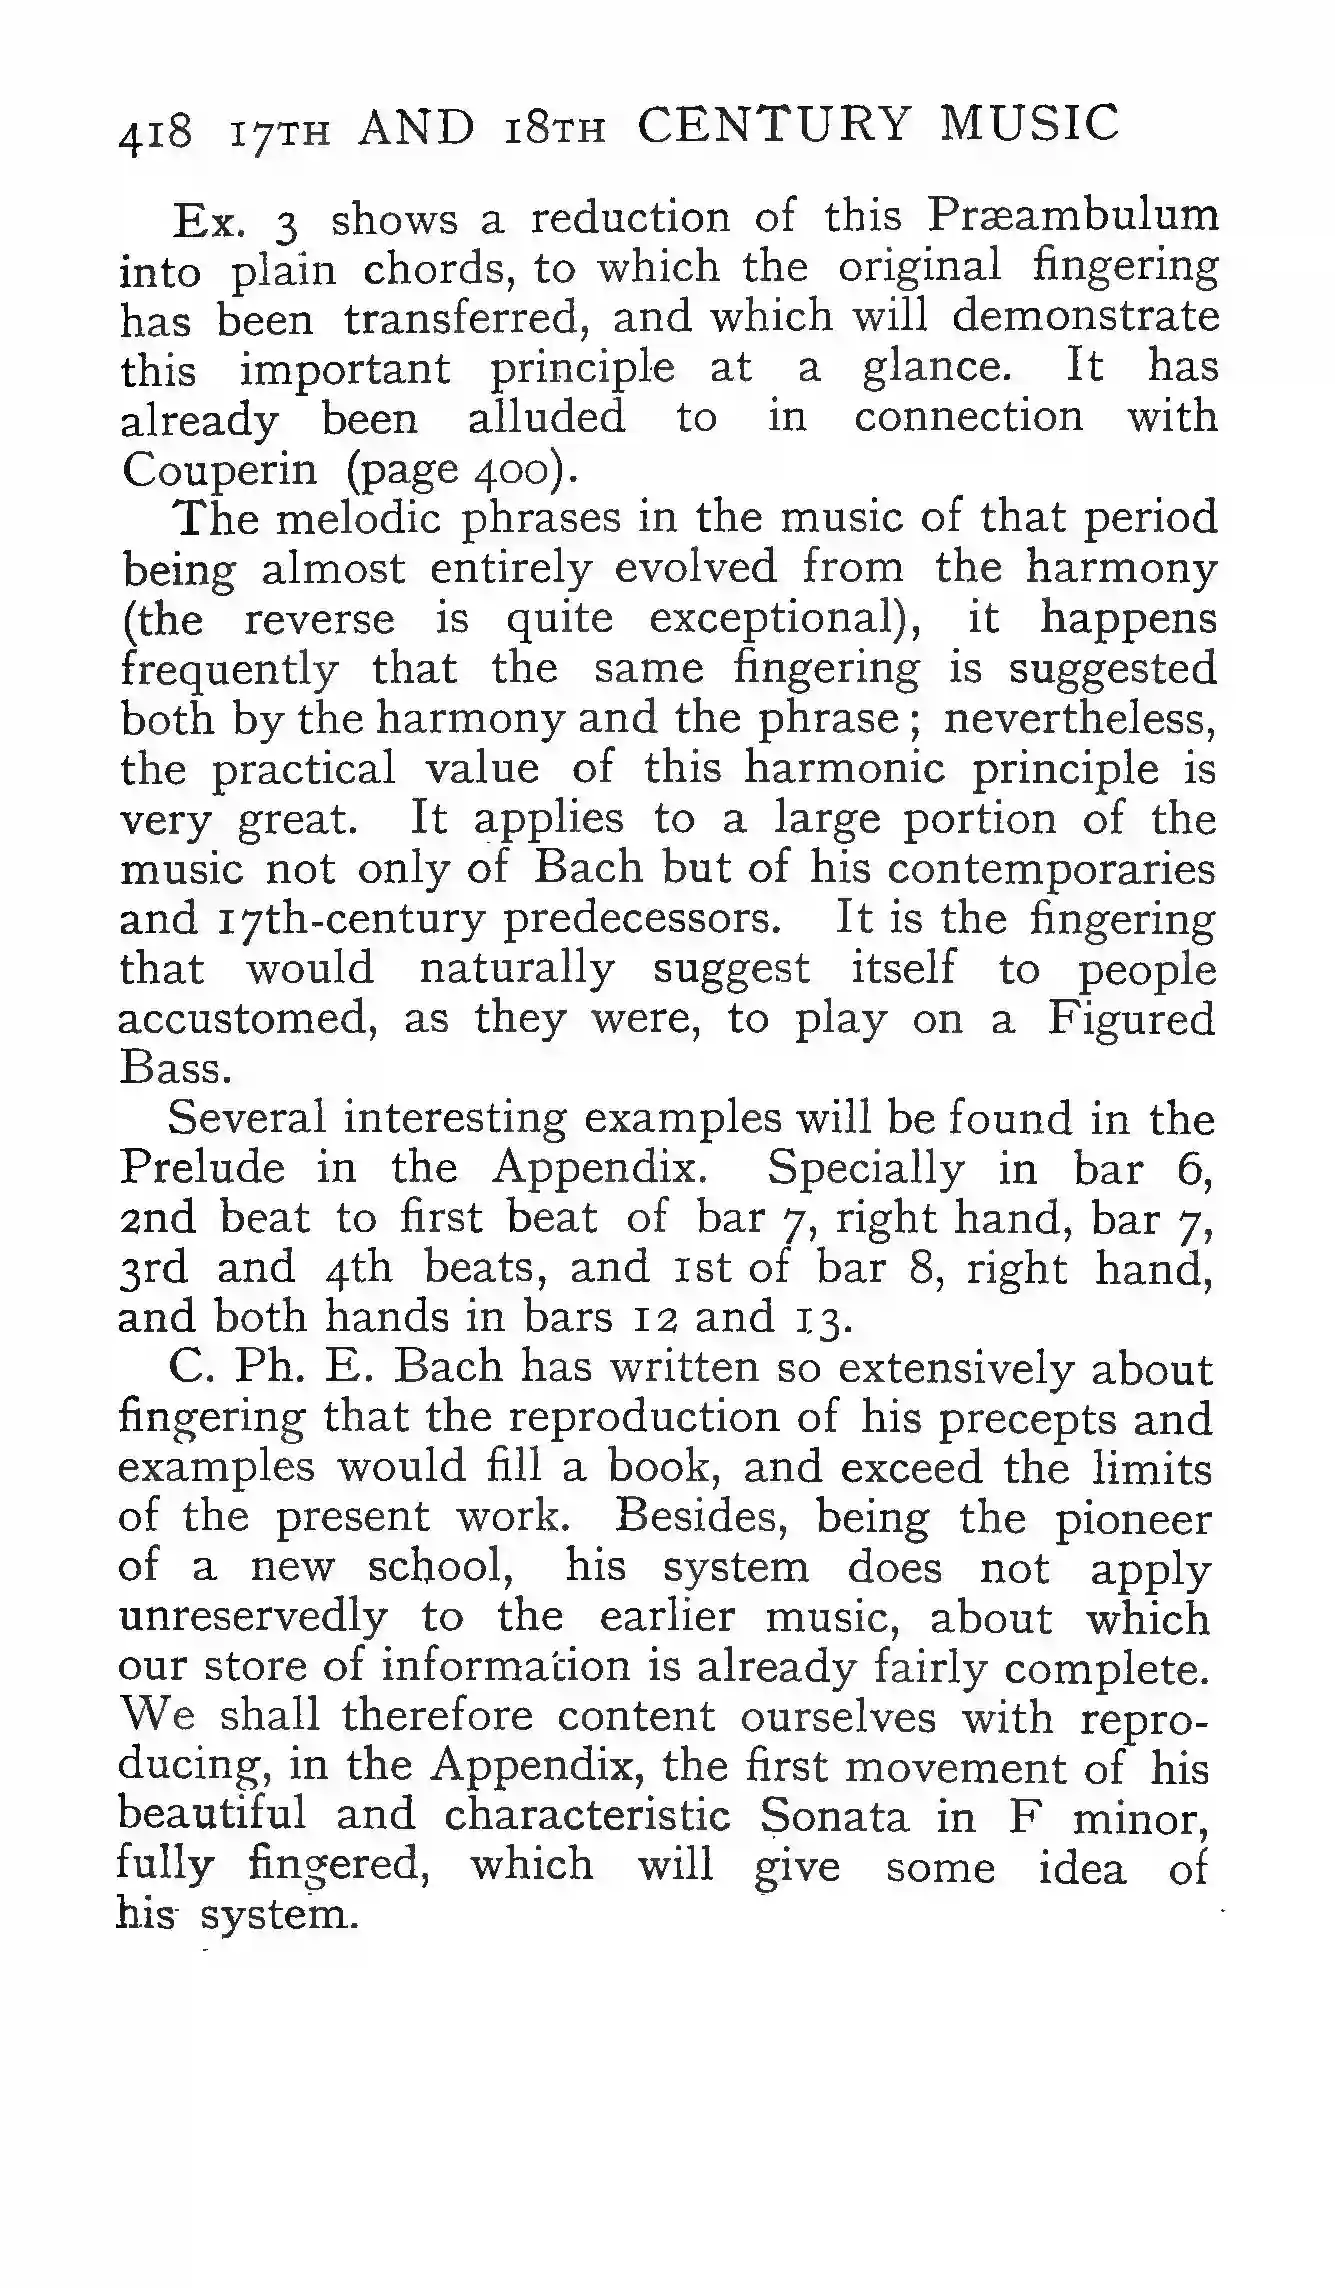 418 17TH AND 18TH CENTURY MUSIC
Ex. 3 shows a reduction of this Præambulum
into plain chords, to which the original fingering
has been transferred, and which will demonstrate
this important principle at a glance. It has
already been alluded to in connection with
Couperin (page 400).
The melodic phrases in the music of that period
being almost entirely evolved from the harmony
(the reverse is quite exceptional), it happens
frequently that the same fingering is suggested
both by the harmony and the phrase; nevertheless,
the practical value of this harmonic principle is
very great. It applies to a large portion of the
music not only of Bach but of his contemporaries
and 17th-century predecessors. It is the fingering
that would naturally suggest itself to people
accustomed, as they were, to play on a Figured
Bass.
Several interesting examples will be found in the
Prelude in the Appendix. Specially in bar 6,
2nd beat to first beat of bar 7, right hand, bar 7,
3rd and 4th beats, and 1st of bar 8, right hand,
and both hands in bars 12 and 13.
C. Ph. E. Bach has written so extensively about
fingering that the reproduction of his precepts and
examples would fill a book, and exceed the limits
of the present work. Besides, being the pioneer
of a new school, his system does not apply
unreservedly to the earlier music, about which
our store of information is already fairly complete.
We shall therefore content ourselves with repro-
ducing, in the Appendix, the first movement of his
beautiful and characteristic Sonata in F minor,
fully fingered, which will give some idea of
his system.